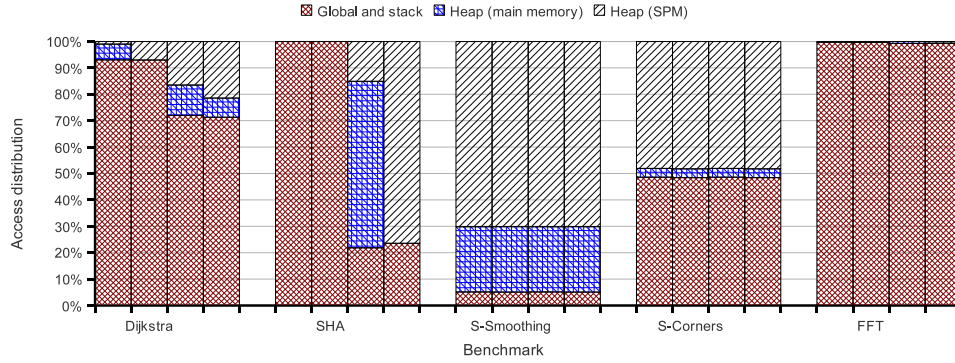 Global and stack Heap (main memory) Heap (SPM)
100%
90%
80%
70%
60%
50%
40%
30%
20%
10%
0%
Access distribution
Dijkstra SHA S-Smoothing S-Corners FFT
Benchmark